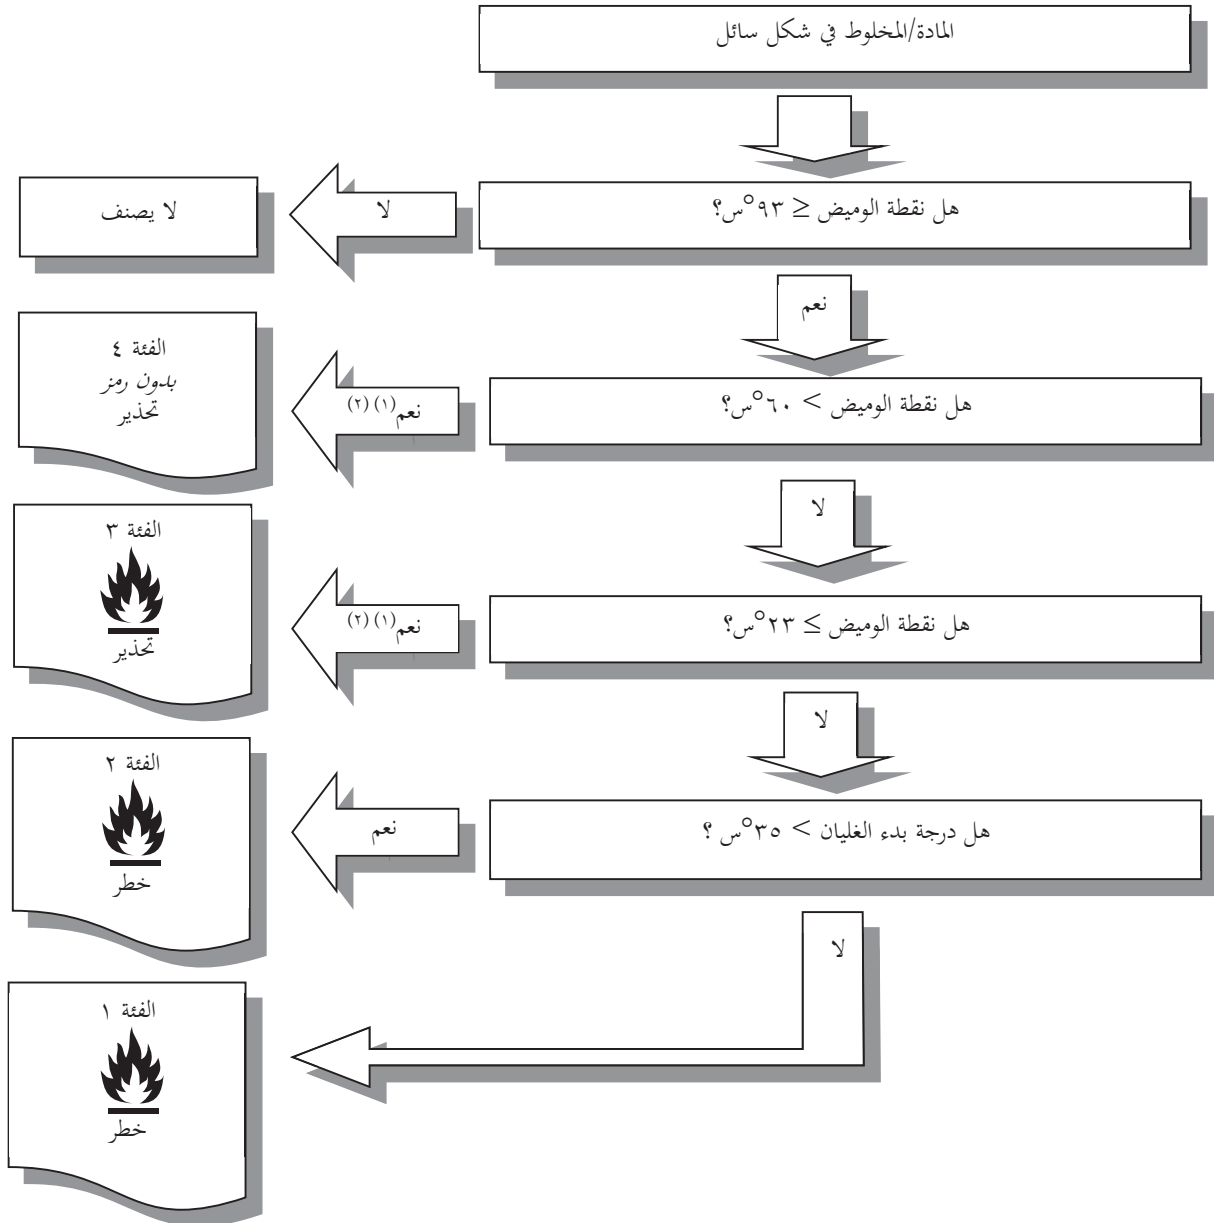 المادة/المخلوط في شكل سائل
هل نقطة الوميض ≥ ٩٣°س؟
لا
لا يصنف
نعم
هل نقطة الوميض < ٦٠°س؟
نعم(١) (٢)
الفئة ٤
بدون رمز
تحذير
لا
هل نقطة الوميض ≤ ٢٣°س؟
نعم(١) (٢)
الفئة ٣
تحذير
لا
هل درجة بدء الغليان < ٣٥°س ؟
نعم
الفئة ٢
خطر
لا
الفئة ١
خطر